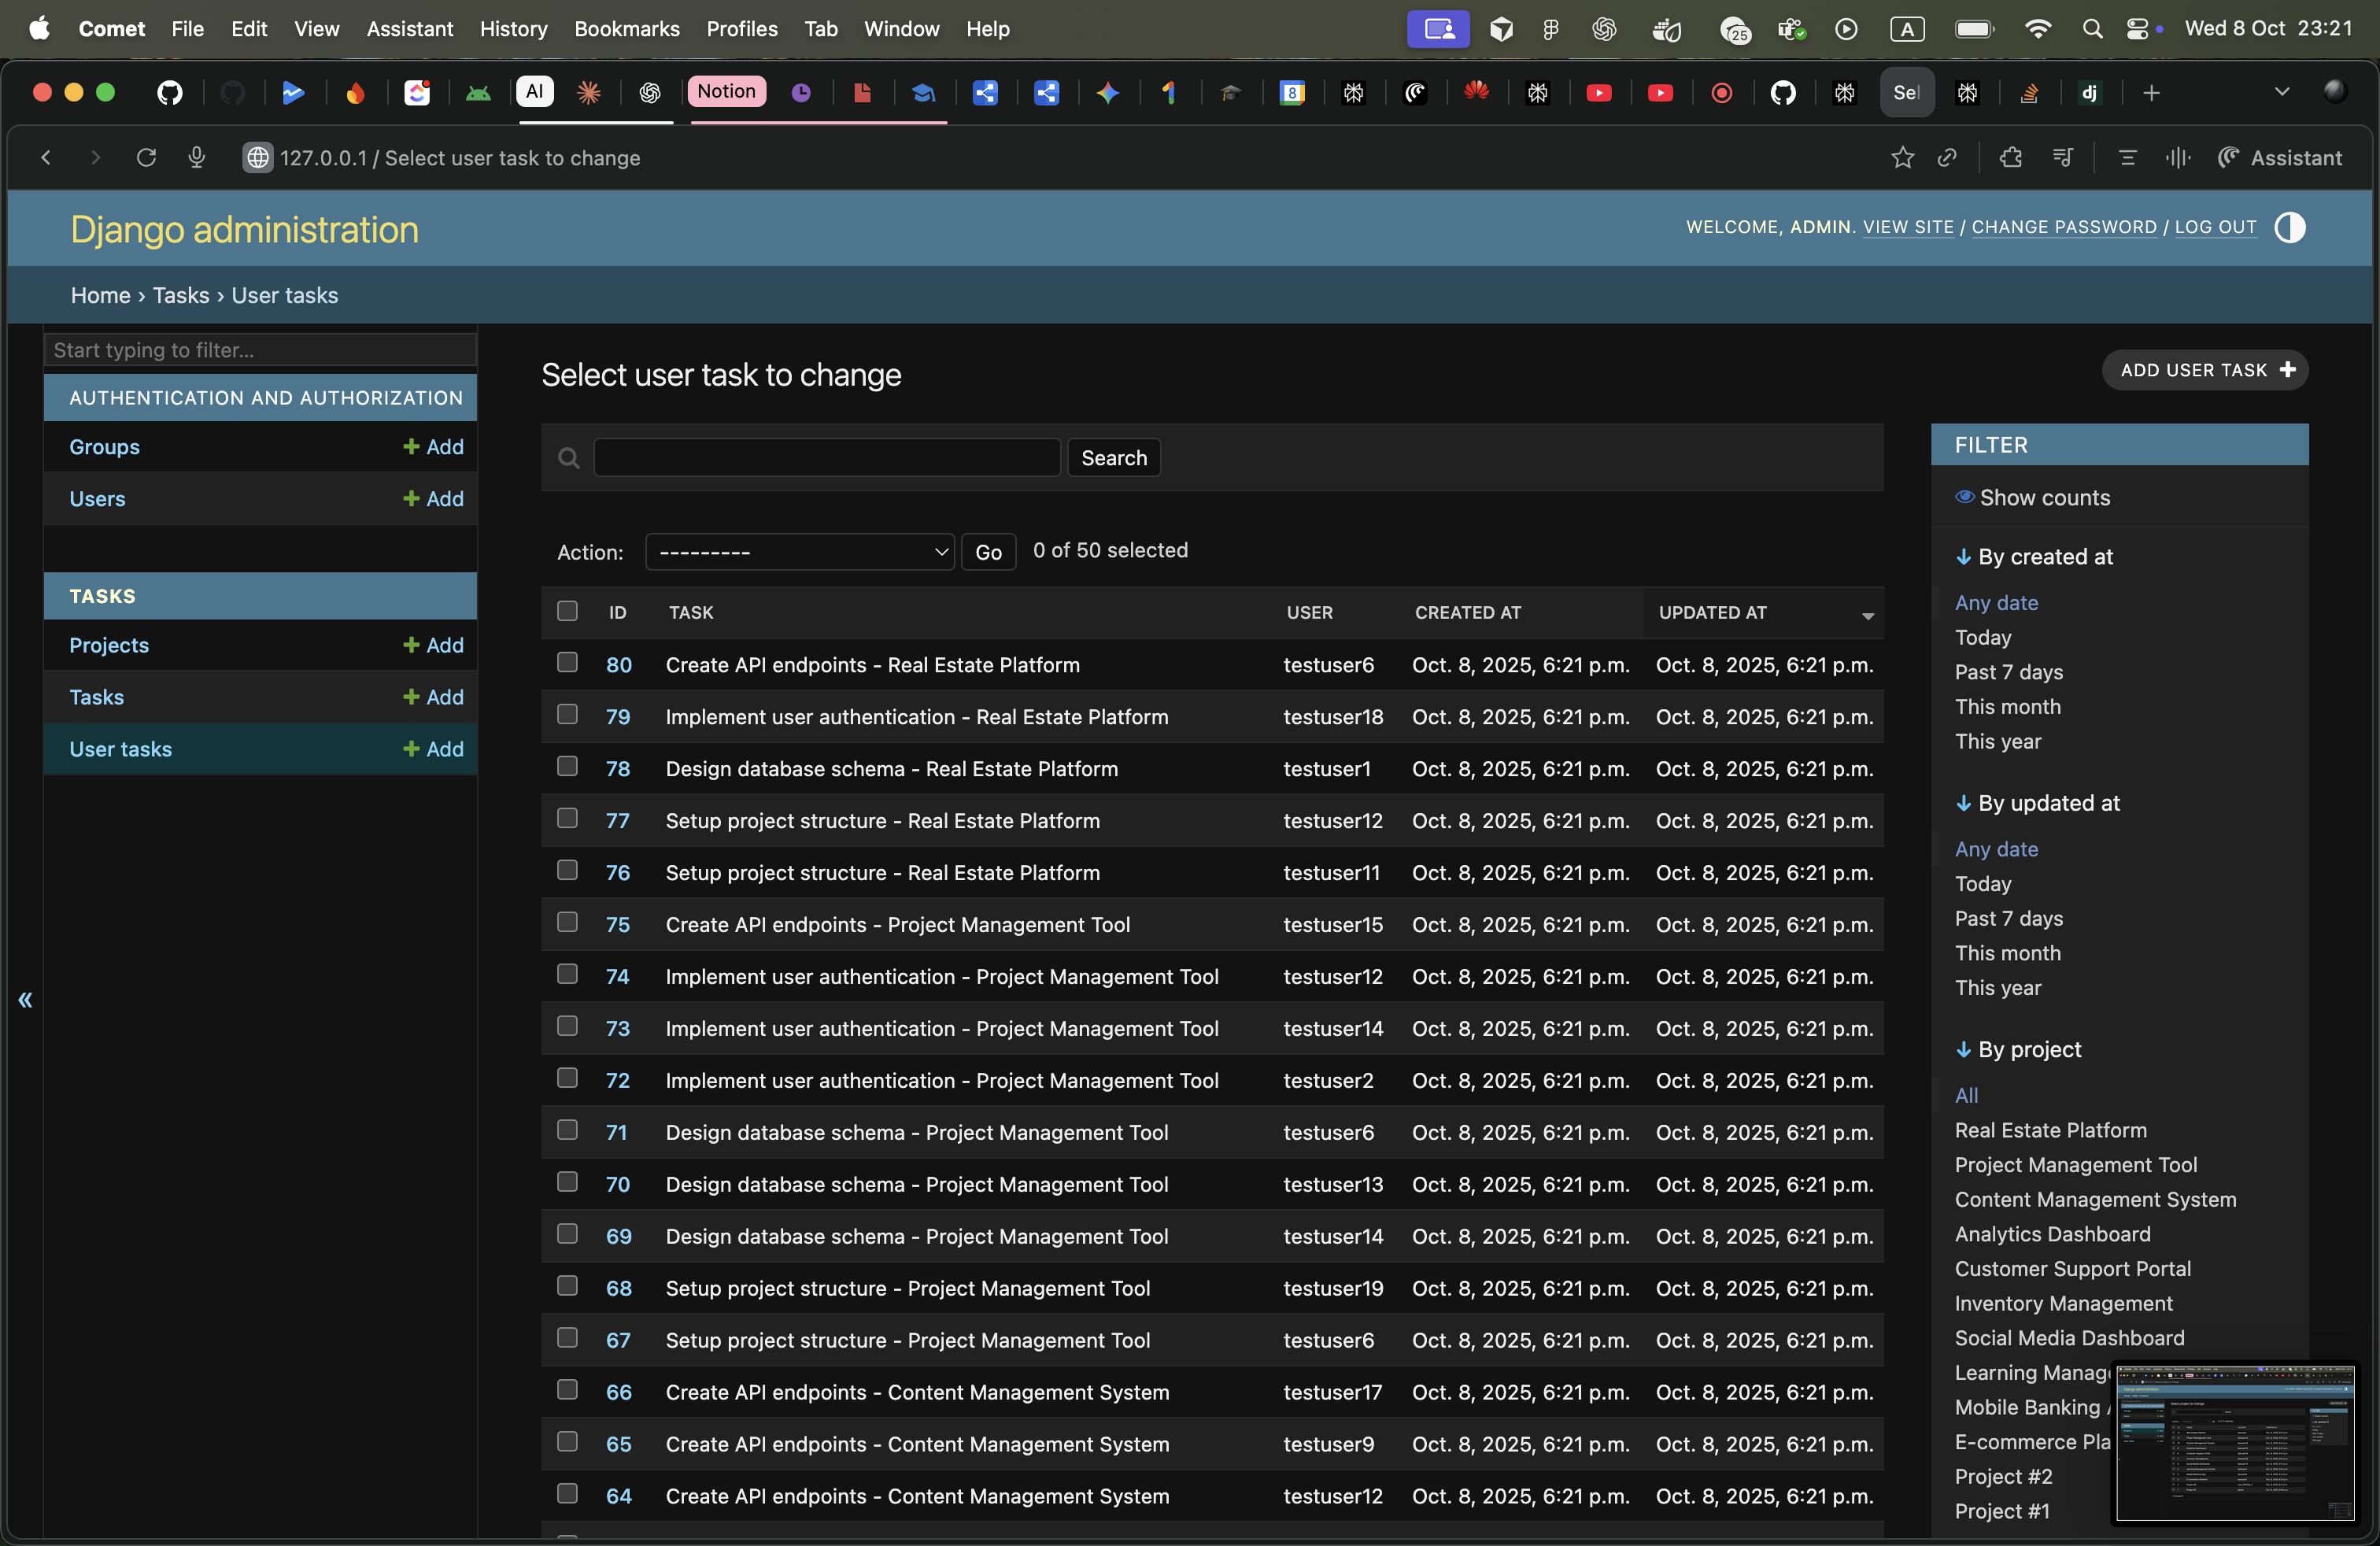 Comet File Edit View Assistant History Bookmarks Profiles Tab Window Help 25 A Wed 8 Oct 23:21
AI Notion 8 Sel dj
127.0.0.1 / Select user task to change Assistant
Django administration
WELCOME, ADMIN. VIEW SITE / CHANGE PASSWORD / LOG OUT
Home › Tasks › User tasks
Start typing to filter...
AUTHENTICATION AND AUTHORIZATION
Groups + Add
Users + Add
TASKS
Projects + Add
Tasks + Add
User tasks + Add
«
Select user task to change
ADD USER TASK +
Search
Action: --------- Go 0 of 50 selected
ID TASK USER CREATED AT UPDATED AT
80 Create API endpoints - Real Estate Platform testuser6 Oct. 8, 2025, 6:21 p.m. Oct. 8, 2025, 6:21 p.m.
79 Implement user authentication - Real Estate Platform testuser18 Oct. 8, 2025, 6:21 p.m. Oct. 8, 2025, 6:21 p.m.
78 Design database schema - Real Estate Platform testuser1 Oct. 8, 2025, 6:21 p.m. Oct. 8, 2025, 6:21 p.m.
77 Setup project structure - Real Estate Platform testuser12 Oct. 8, 2025, 6:21 p.m. Oct. 8, 2025, 6:21 p.m.
76 Setup project structure - Real Estate Platform testuser11 Oct. 8, 2025, 6:21 p.m. Oct. 8, 2025, 6:21 p.m.
75 Create API endpoints - Project Management Tool testuser15 Oct. 8, 2025, 6:21 p.m. Oct. 8, 2025, 6:21 p.m.
74 Implement user authentication - Project Management Tool testuser12 Oct. 8, 2025, 6:21 p.m. Oct. 8, 2025, 6:21 p.m.
73 Implement user authentication - Project Management Tool testuser14 Oct. 8, 2025, 6:21 p.m. Oct. 8, 2025, 6:21 p.m.
72 Implement user authentication - Project Management Tool testuser2 Oct. 8, 2025, 6:21 p.m. Oct. 8, 2025, 6:21 p.m.
71 Design database schema - Project Management Tool testuser6 Oct. 8, 2025, 6:21 p.m. Oct. 8, 2025, 6:21 p.m.
70 Design database schema - Project Management Tool testuser13 Oct. 8, 2025, 6:21 p.m. Oct. 8, 2025, 6:21 p.m.
69 Design database schema - Project Management Tool testuser14 Oct. 8, 2025, 6:21 p.m. Oct. 8, 2025, 6:21 p.m.
68 Setup project structure - Project Management Tool testuser19 Oct. 8, 2025, 6:21 p.m. Oct. 8, 2025, 6:21 p.m.
67 Setup project structure - Project Management Tool testuser6 Oct. 8, 2025, 6:21 p.m. Oct. 8, 2025, 6:21 p.m.
66 Create API endpoints - Content Management System testuser17 Oct. 8, 2025, 6:21 p.m. Oct. 8, 2025, 6:21 p.m.
65 Create API endpoints - Content Management System testuser9 Oct. 8, 2025, 6:21 p.m. Oct. 8, 2025, 6:21 p.m.
64 Create API endpoints - Content Management System testuser12 Oct. 8, 2025, 6:21 p.m. Oct. 8, 2025, 6:21 p.m.
FILTER
Show counts
By created at
Any date
Today
Past 7 days
This month
This year
By updated at
Any date
Today
Past 7 days
This month
This year
By project
All
Real Estate Platform
Project Management Tool
Content Management System
Analytics Dashboard
Customer Support Portal
Inventory Management
Social Media Dashboard
Learning Manag
Mobile Banking
E-commerce Pla
Project #2
Project #1